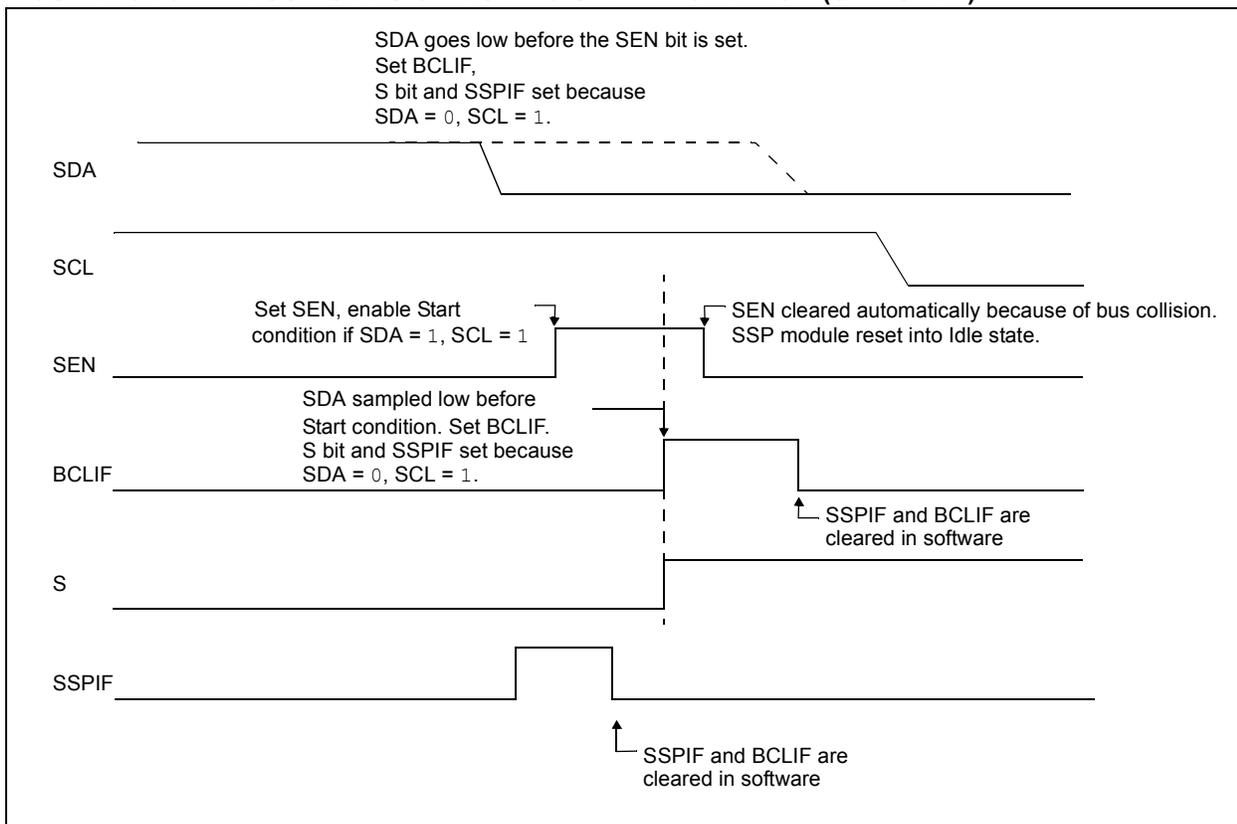 SDA goes low before the SEN bit is set.
Set BCLIF,
S bit and SSPIF set because
SDA = 0, SCL = 1.
SDA
SCL
Set SEN, enable Start
condition if SDA = 1, SCL = 1
SEN cleared automatically because of bus collision.
SSP module reset into Idle state.
SEN
SDA sampled low before
Start condition. Set BCLIF.
S bit and SSPIF set because
SDA = 0, SCL = 1.
BCLIF
SSPIF and BCLIF are
cleared in software
S
SSPIF
SSPIF and BCLIF are
cleared in software